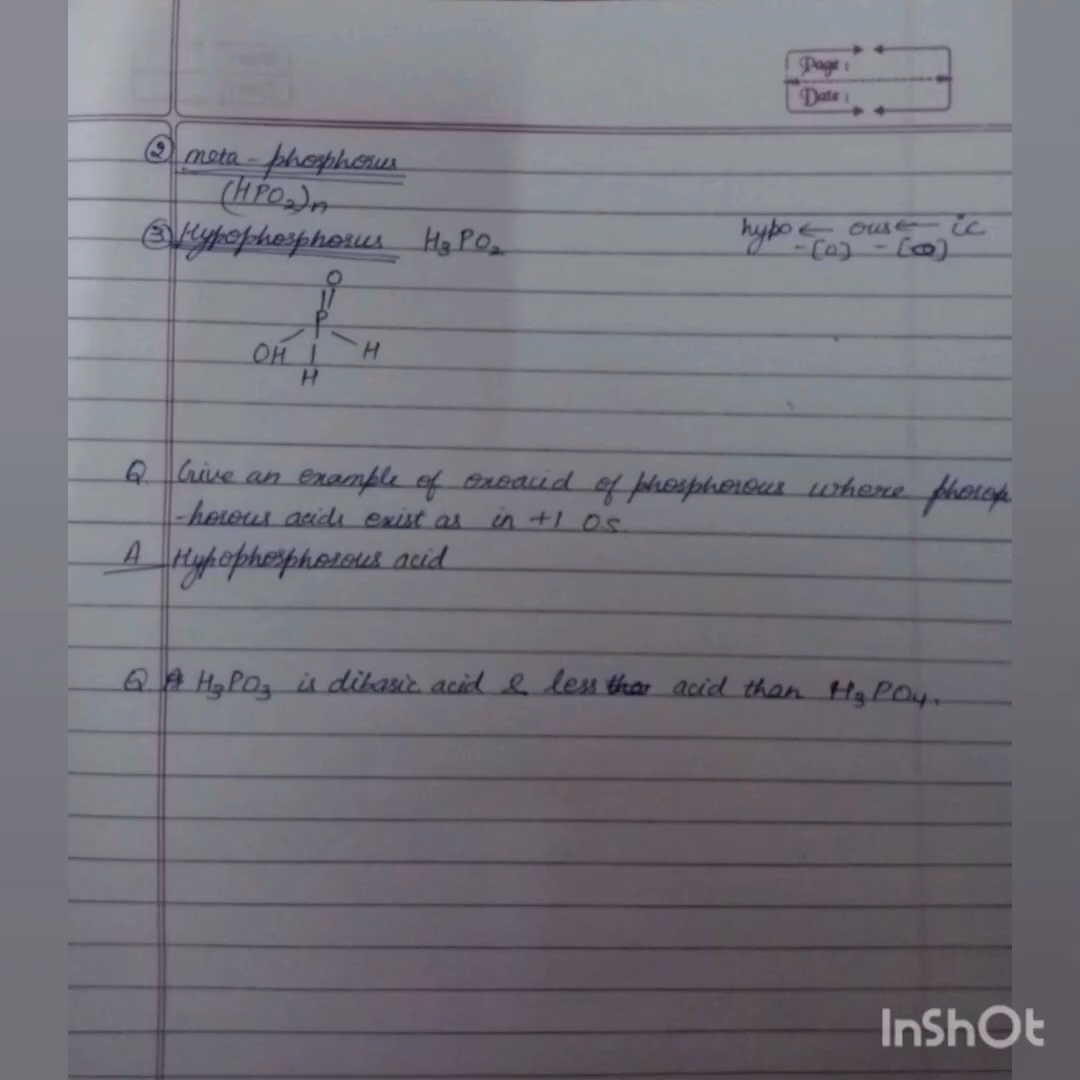 Page :
Date :
② meta - phosphorus
(HPO₂)n
③ Hypophosphorus H₃PO₂
hypo ← ous ← ic
-[O] -[O]
O
P
OH H
H
Q Give an example of oxoacid of phosphorous where phosop
-horous acids exist as in +1 O.S.
A Hypophosphorous acid
Q H₃PO₃ is dibasic acid & less acid than H₃PO₄.
InShOt